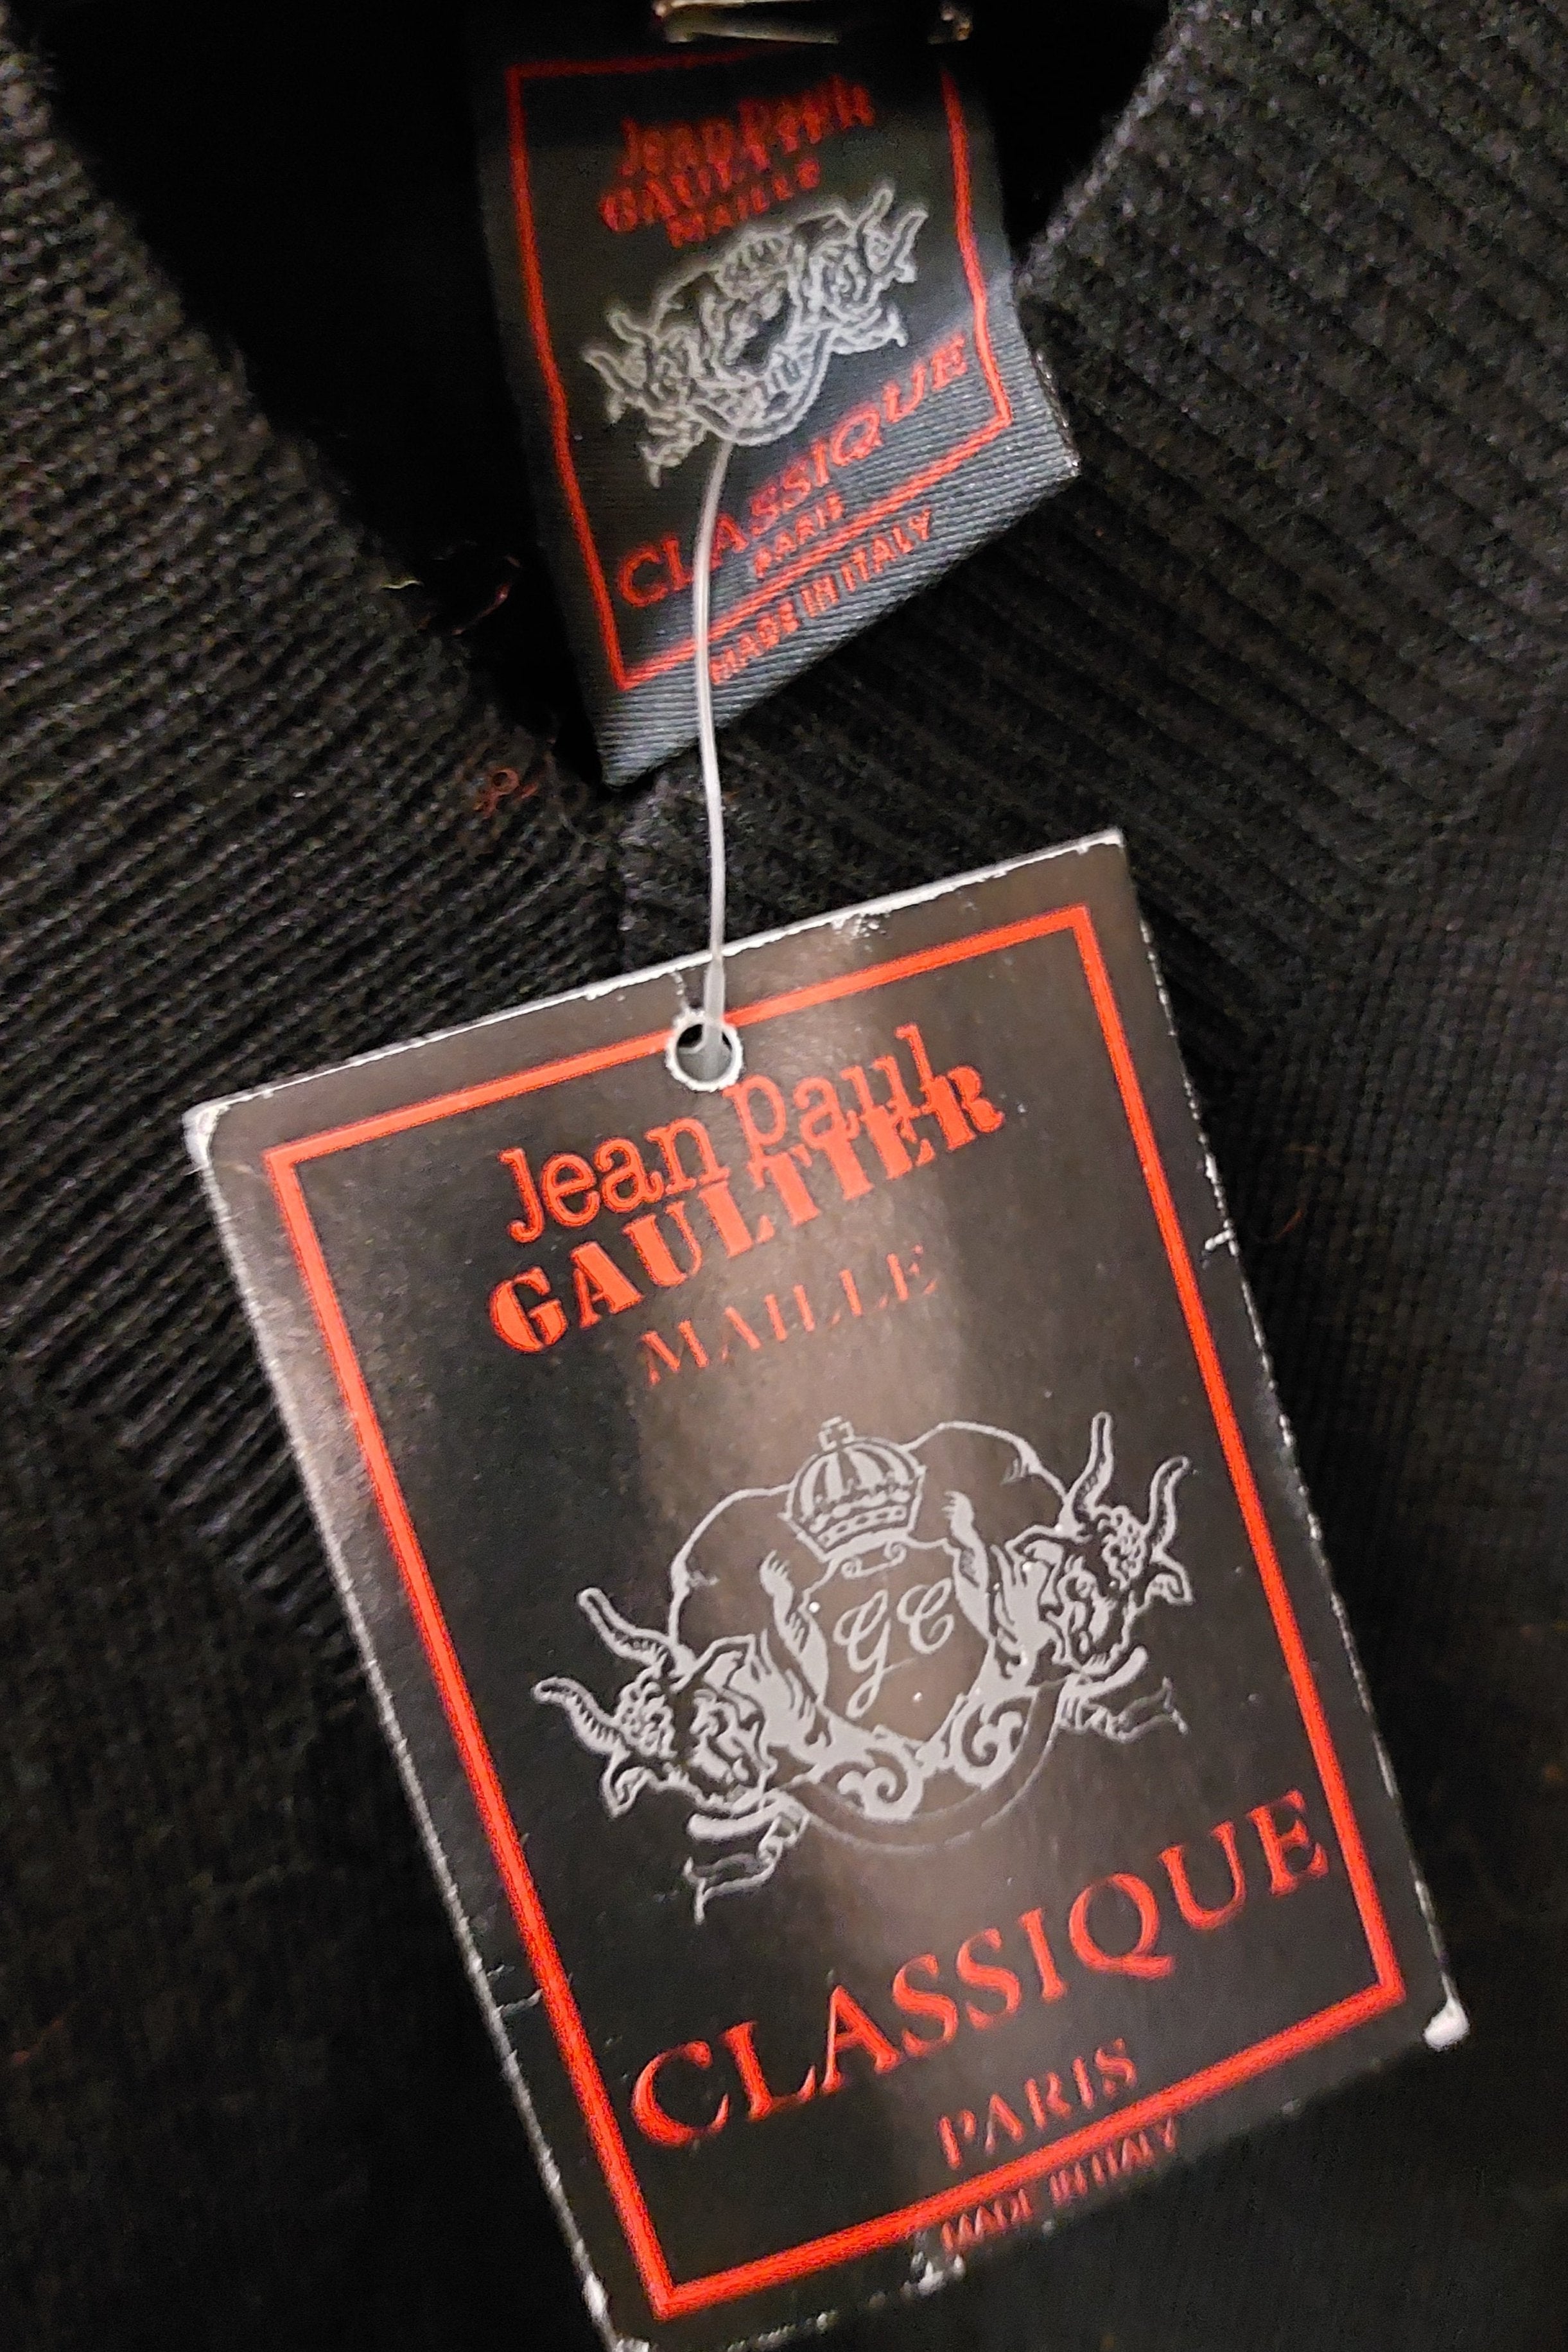 Jean Paul
GAULTIER
MAILLE
CLASSIQUE
PARIS
MADE IN ITALY
Jean Paul
GAULTIER
MAILLE
GC
CLASSIQUE
PARIS
MADE IN ITALY